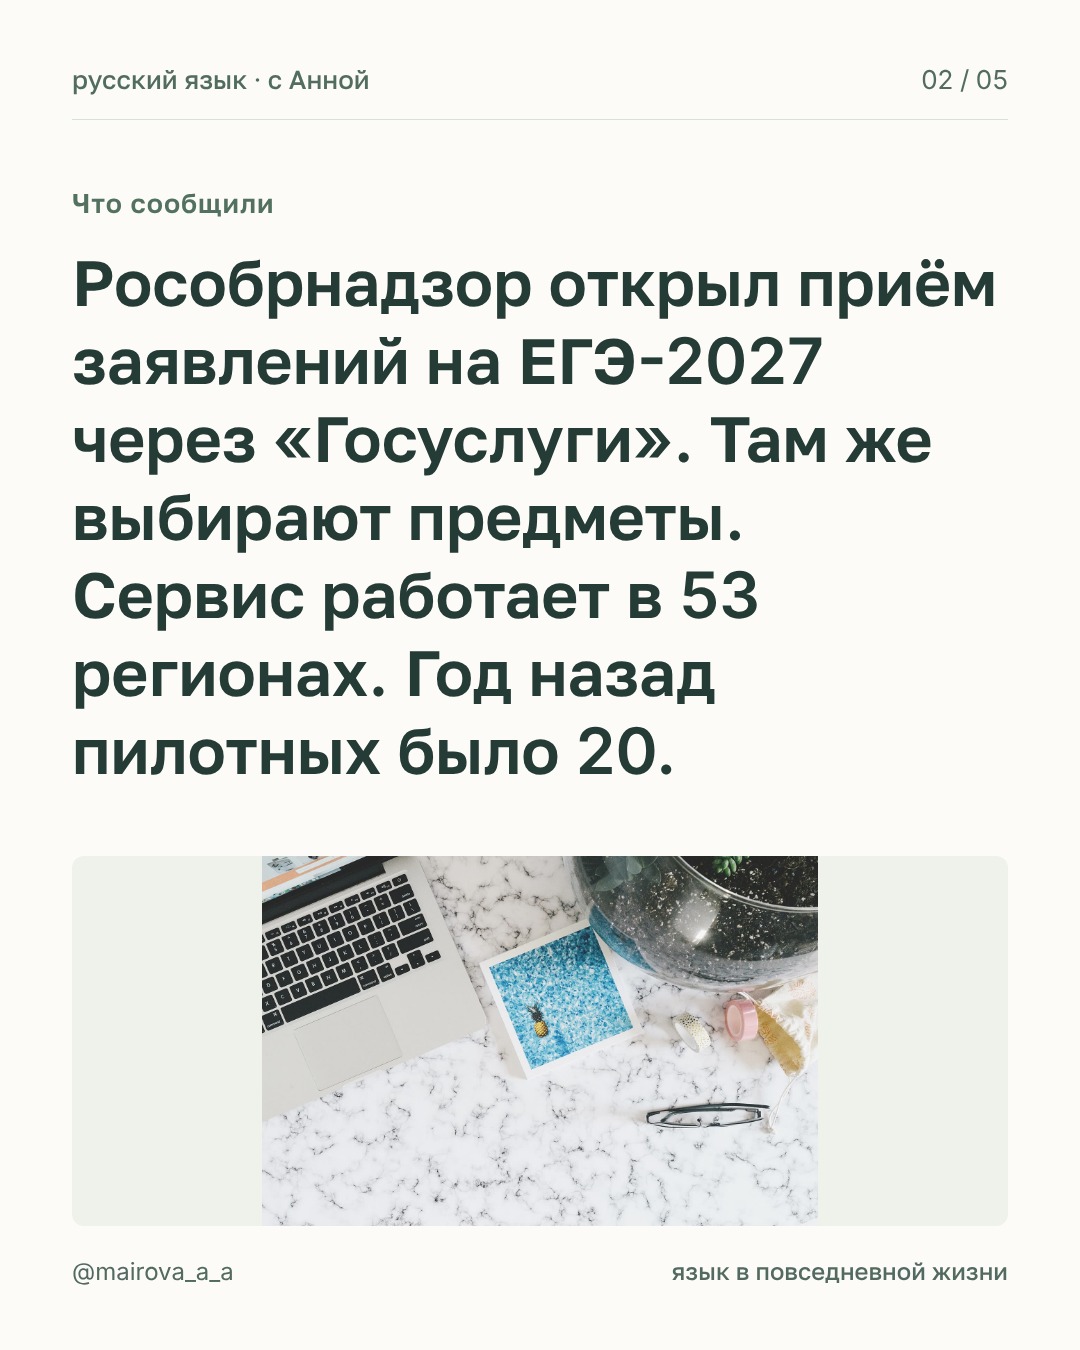 русский язык · с Анной
02 / 05
Что сообщили
Рособрнадзор открыл приём
заявлений на ЕГЭ-2027
через «Госуслуги». Там же
выбирают предметы.
Сервис работает в 53
регионах. Год назад
пилотных было 20.
@mairova_a_a
язык в повседневной жизни